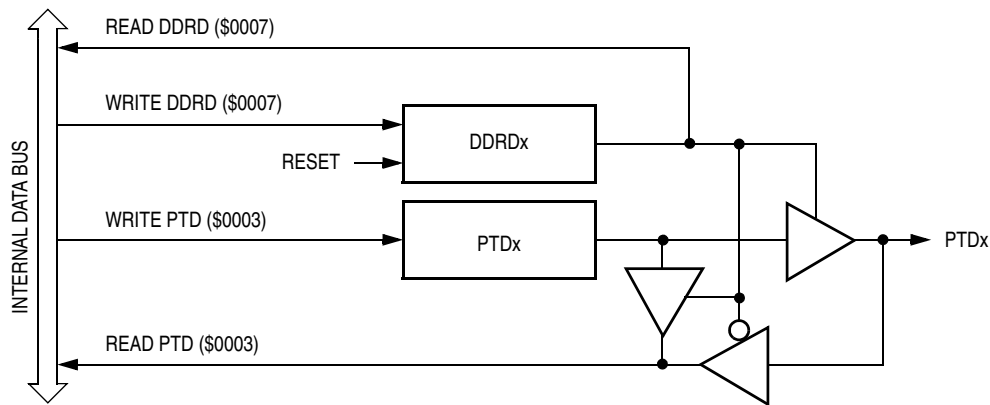 READ DDRD ($0007)
WRITE DDRD ($0007)
DDRDx
RESET
WRITE PTD ($0003)
PTDx
PTDx
READ PTD ($0003)
INTERNAL DATA BUS